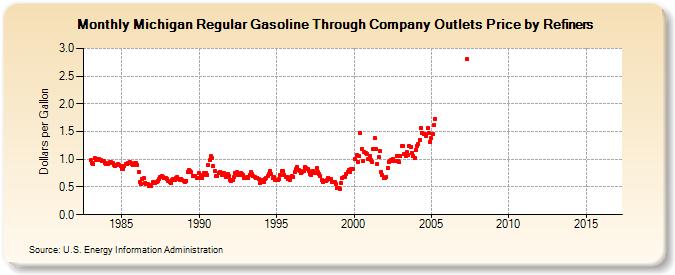 Monthly Michigan Regular Gasoline Through Company Outlets Price by Refiners
Dollars per Gallon
3.0
2.5
2.0
1.5
1.0
0.5
0.0
1985 1990 1995 2000 2005 2010 2015
Source: U.S. Energy Information Administration